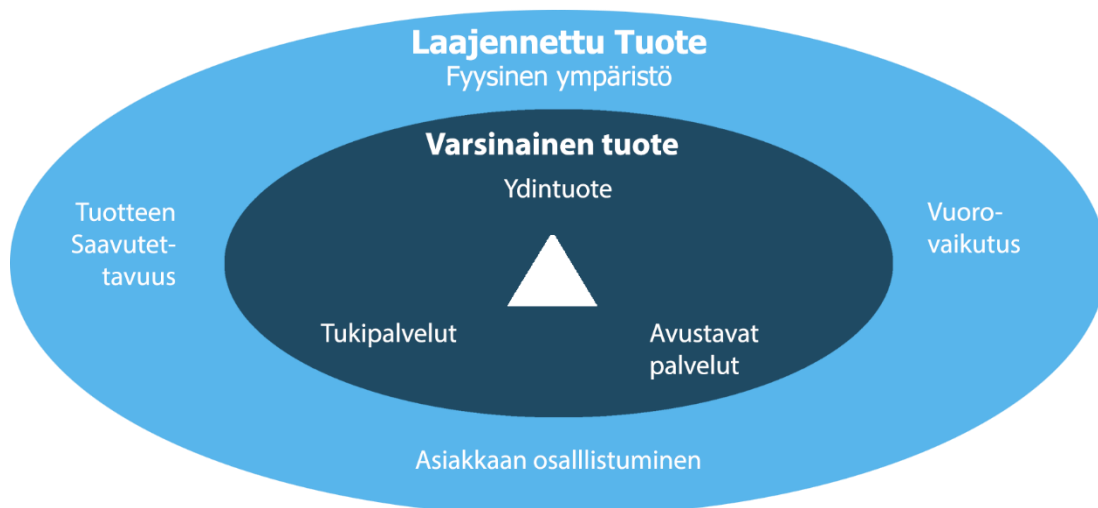 Laajennettu Tuote
Fyysinen ympäristö
Varsinainen tuote
Ydintuote
Tuotteen
Saavutet-
tavuus
Vuoro-
vaikutus
Tukipalvelut
Avustavat
palvelut
Asiakkaan osalllistuminen